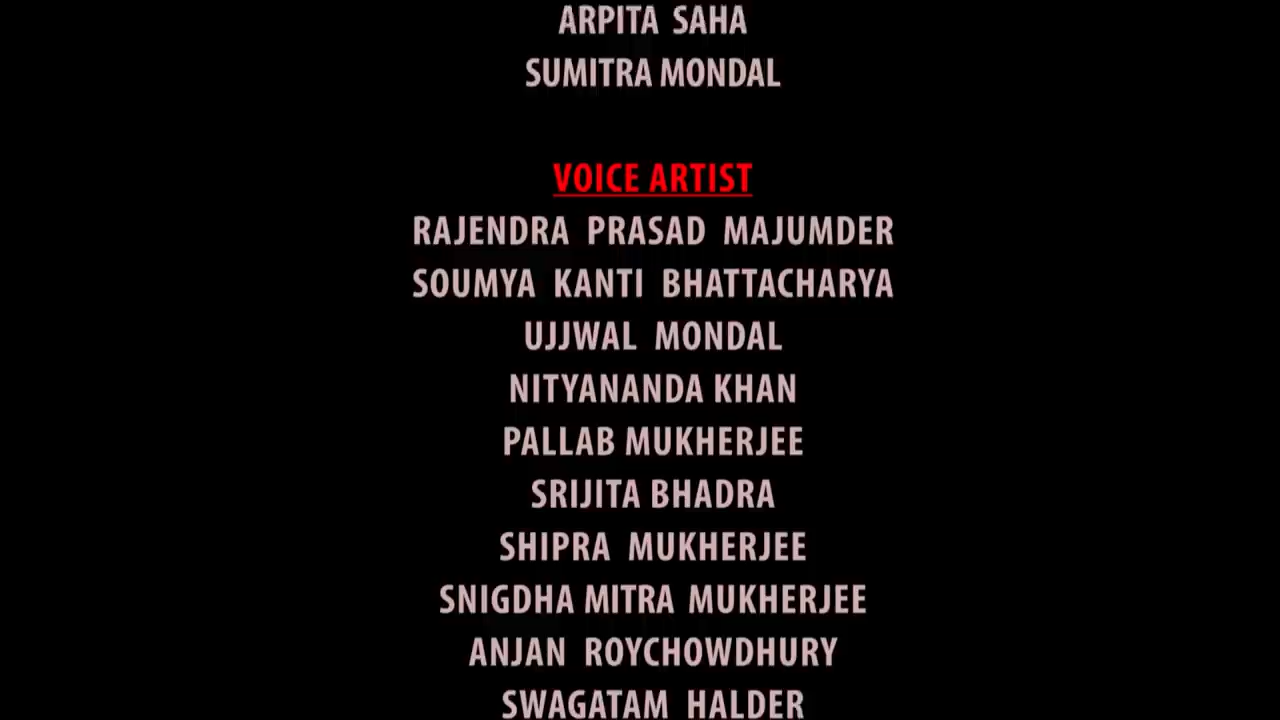 ARPITA SAHA
SUMITRA MONDAL
VOICE ARTIST
RAJENDRA PRASAD MAJUMDER
SOUMYA KANTI BHATTACHARYA
UJJWAL MONDAL
NITYANANDA KHAN
PALLAB MUKHERJEE
SRIJITA BHADRA
SHIPRA MUKHERJEE
SNIGDHA MITRA MUKHERJEE
ANJAN ROYCHOWDHURY
SWAGATAM HALDER